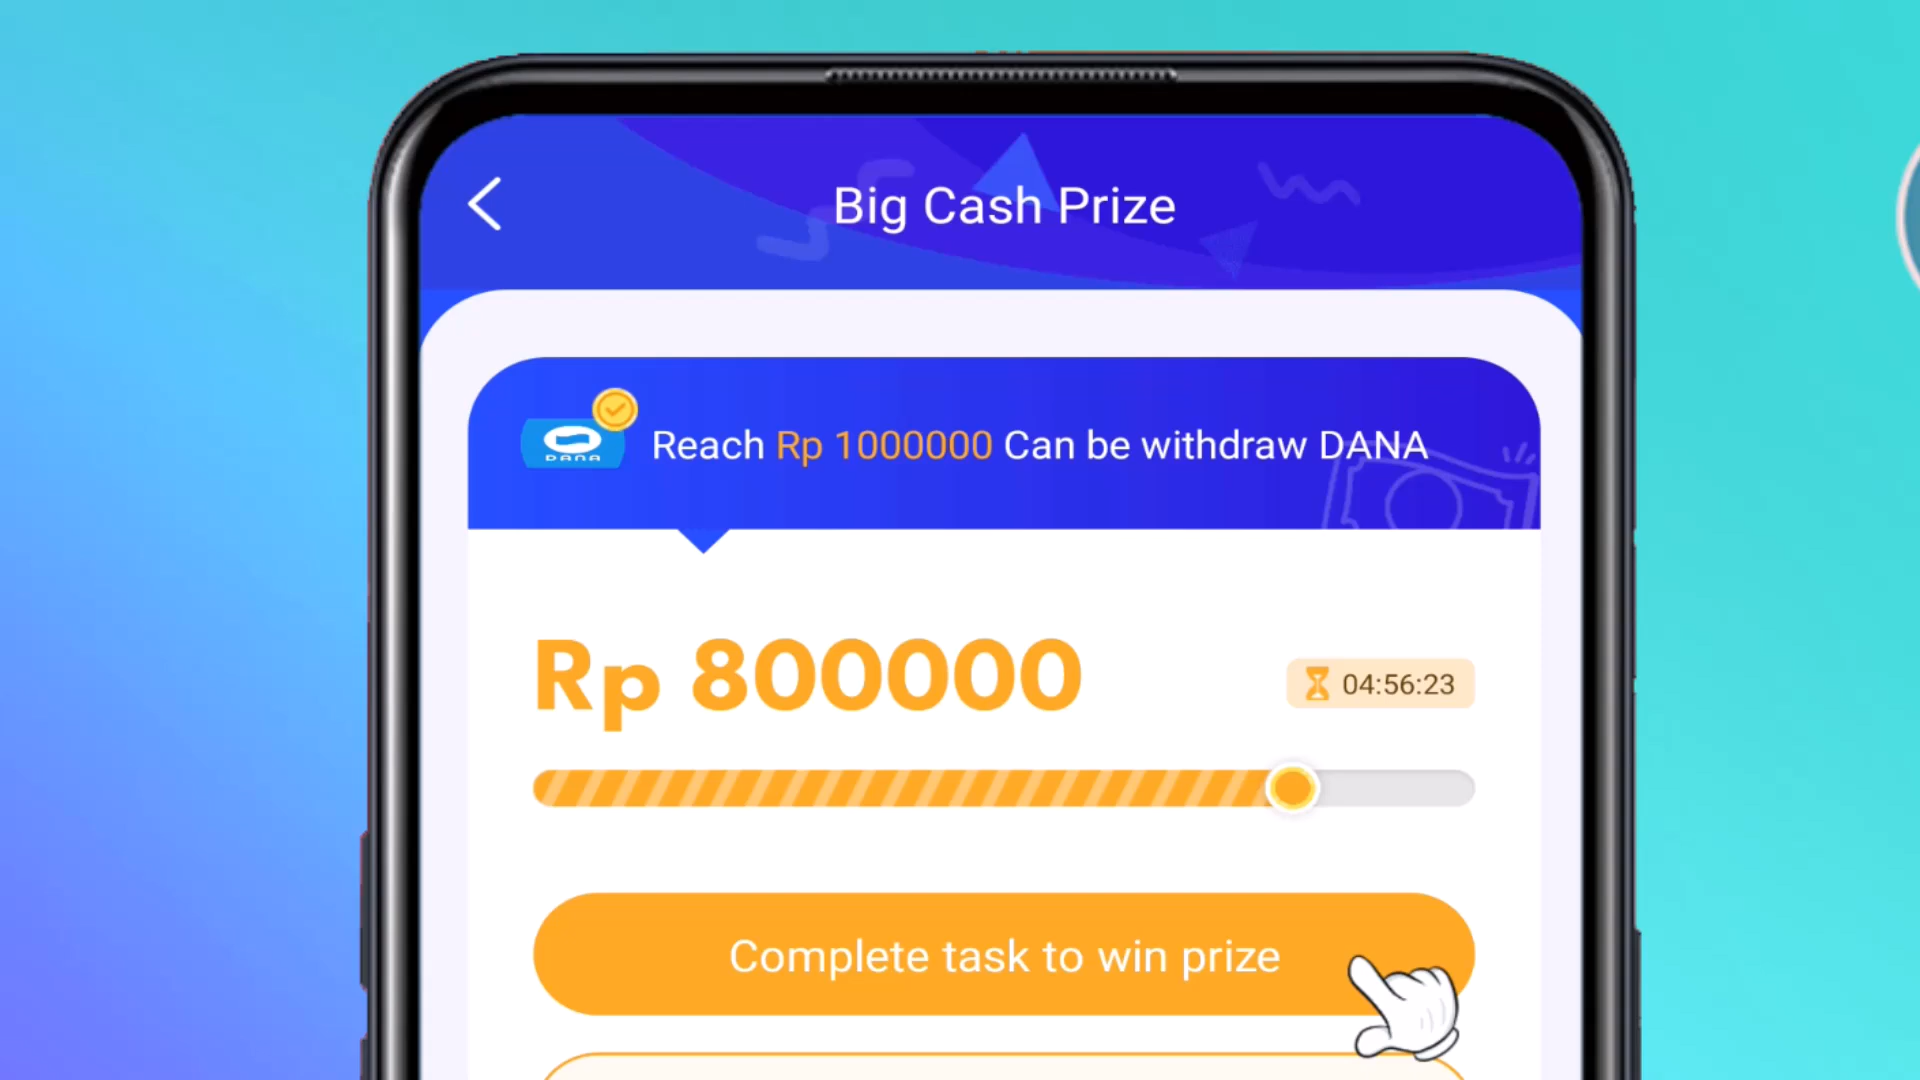 Big Cash Prize
DANA
Reach Rp 1000000 Can be withdraw DANA
Rp 800000
04:56:23
Complete task to win prize